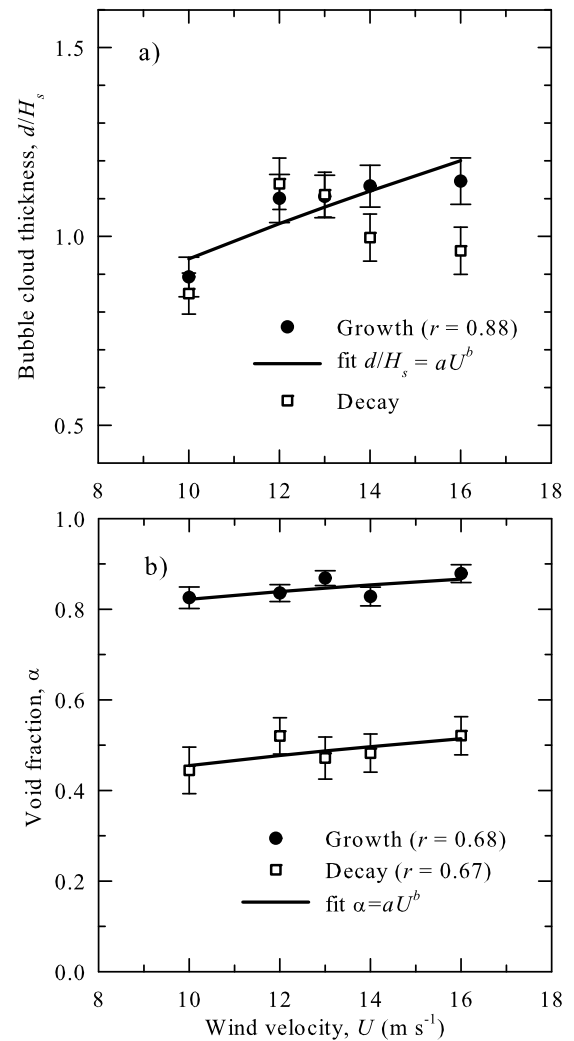 a)
1.5
1.0
0.5
Bubble cloud thickness, d/Hs
Growth (r = 0.88)
fit d/Hs = aU^b
Decay
8 10 12 14 16 18
b)
1.0
0.8
0.6
0.4
0.2
0.0
Void fraction, α
Growth (r = 0.68)
Decay (r = 0.67)
fit α=aU^b
8 10 12 14 16 18
Wind velocity, U (m s^-1)